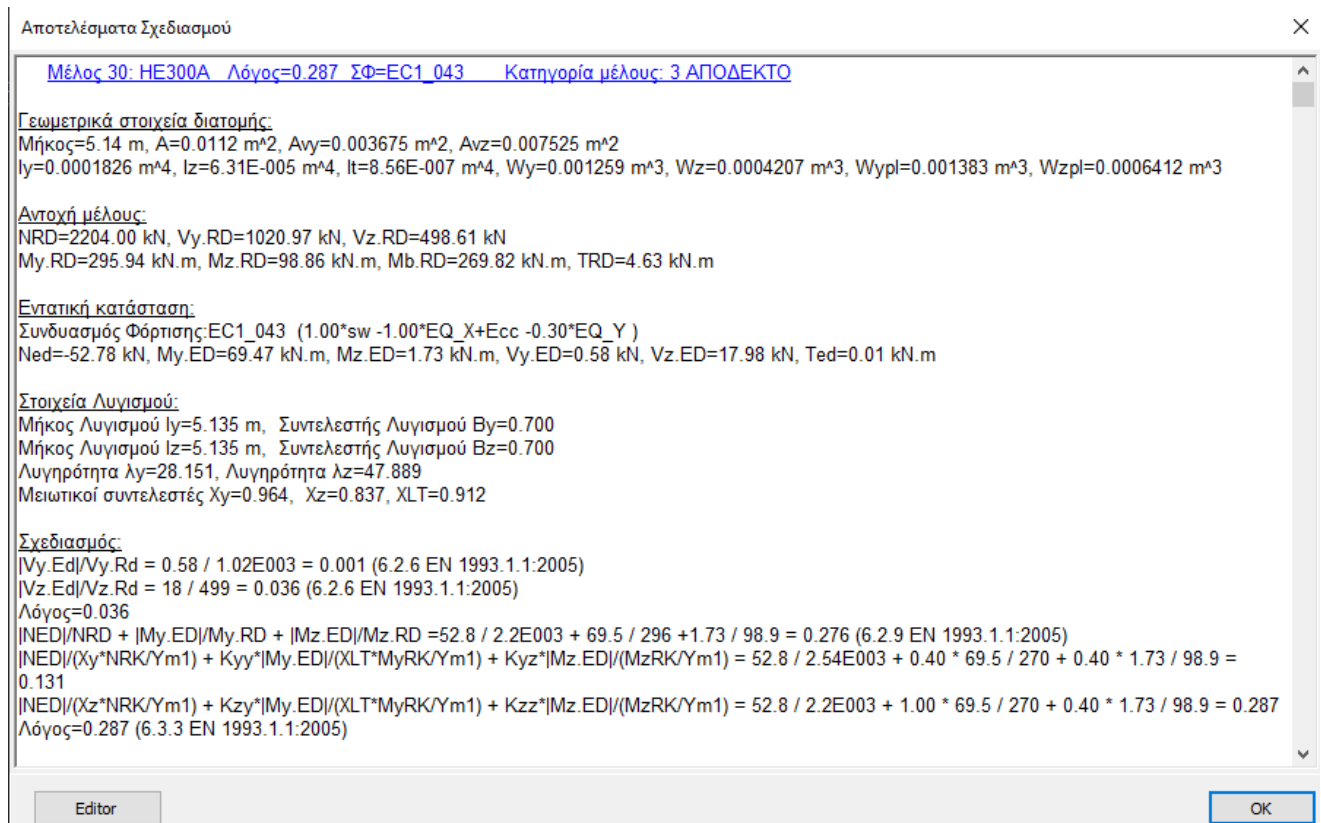 Αποτελέσματα Σχεδιασμού
Μέλος 30: HE300A Λόγος=0.287 ΣΦ=EC1_043 Κατηγορία μέλους: 3 ΑΠΟΔΕΚΤΟ
Γεωμετρικά στοιχεία διατομής:
Μήκος=5.14 m, A=0.0112 m^2, Avy=0.003675 m^2, Avz=0.007525 m^2
Iy=0.0001826 m^4, Iz=6.31E-005 m^4, It=8.56E-007 m^4, Wy=0.001259 m^3, Wz=0.0004207 m^3, Wypl=0.001383 m^3, Wzpl=0.0006412 m^3
Αντοχή μέλους:
NRD=2204.00 kN, Vy.RD=1020.97 kN, Vz.RD=498.61 kN
My.RD=295.94 kN.m, Mz.RD=98.86 kN.m, Mb.RD=269.82 kN.m, TRD=4.63 kN.m
Εντατική κατάσταση:
Συνδυασμός Φόρτισης:EC1_043 (1.00*sw -1.00*EQ_X+Ecc -0.30*EQ_Y )
Ned=-52.78 kN, My.ED=69.47 kN.m, Mz.ED=1.73 kN.m, Vy.ED=0.58 kN, Vz.ED=17.98 kN, Ted=0.01 kN.m
Στοιχεία Λυγισμού:
Μήκος Λυγισμού ly=5.135 m, Συντελεστής Λυγισμού By=0.700
Μήκος Λυγισμού lz=5.135 m, Συντελεστής Λυγισμού Bz=0.700
Λυγηρότητα λy=28.151, Λυγηρότητα λz=47.889
Μειωτικοί συντελεστές Xy=0.964, Xz=0.837, XLT=0.912
Σχεδιασμός:
|Vy.Ed|/Vy.Rd = 0.58 / 1.02E003 = 0.001 (6.2.6 EN 1993.1.1:2005)
|Vz.Ed|/Vz.Rd = 18 / 499 = 0.036 (6.2.6 EN 1993.1.1:2005)
Λόγος=0.036
|NED|/NRD + |My.ED|/My.RD + |Mz.ED|/Mz.RD =52.8 / 2.2E003 + 69.5 / 296 +1.73 / 98.9 = 0.276 (6.2.9 EN 1993.1.1:2005)
|NED|/(Xy*NRK/Ym1) + Kyy*|My.ED|/(XLT*MyRK/Ym1) + Kyz*|Mz.ED|/(MzRK/Ym1) = 52.8 / 2.54E003 + 0.40 * 69.5 / 270 + 0.40 * 1.73 / 98.9 =
0.131
|NED|/(Xz*NRK/Ym1) + Kzy*|My.ED|/(XLT*MyRK/Ym1) + Kzz*|Mz.ED|/(MzRK/Ym1) = 52.8 / 2.2E003 + 1.00 * 69.5 / 270 + 0.40 * 1.73 / 98.9 = 0.287
Λόγος=0.287 (6.3.3 EN 1993.1.1:2005)
Editor
OK